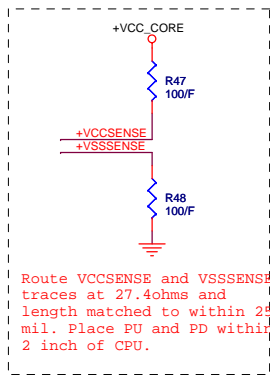 +VCC_CORE
R47
100/F
+VCCSENSE
+VSSSENSE
R48
100/F
Route VCCSENSE and VSSSENSE
traces at 27.4ohms and
length matched to within 25
mil. Place PU and PD within
2 inch of CPU.